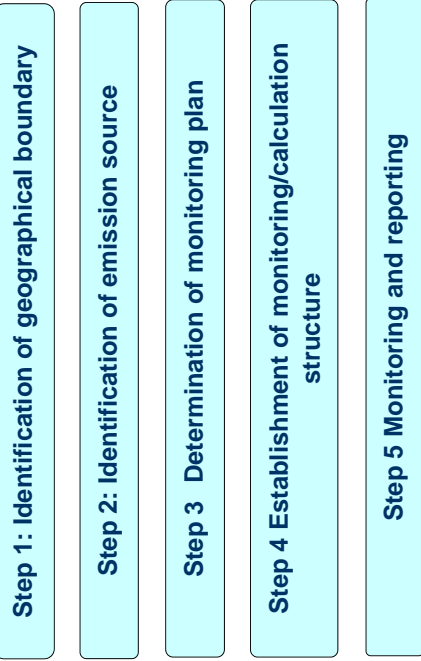 Step 1: Identification of geographical boundary
Step 2: Identification of emission source
Step 3 Determination of monitoring plan
Step 4 Establishment of monitoring/calculation
structure
Step 5 Monitoring and reporting